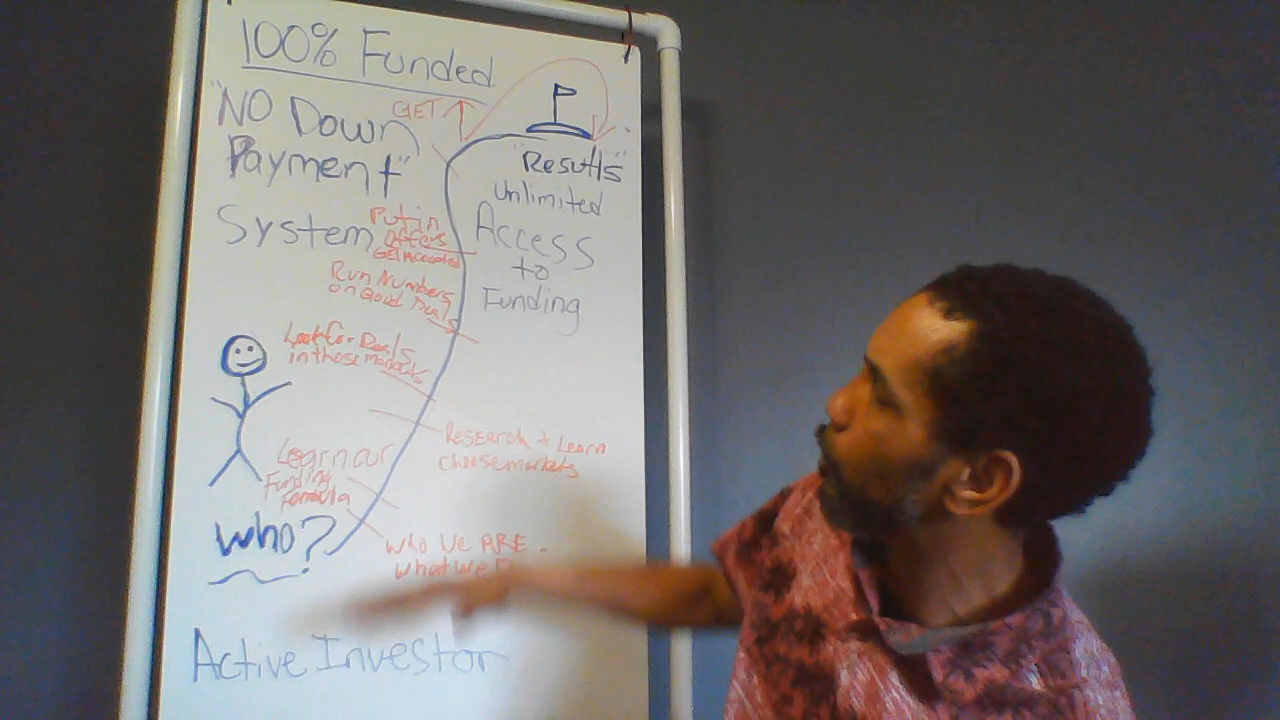 100% Funded
"NO Down
Payment"
System
GET
"Results"
Unlimited
Access
to
Funding
Put in
offers
Get Accepted
Run Numbers
on Good Deals
Look for Deals
in those markets
Research + Learn
Choose markets
Learn our
Funding
Formula
Who?
Who We ARE
what we
Active Investor